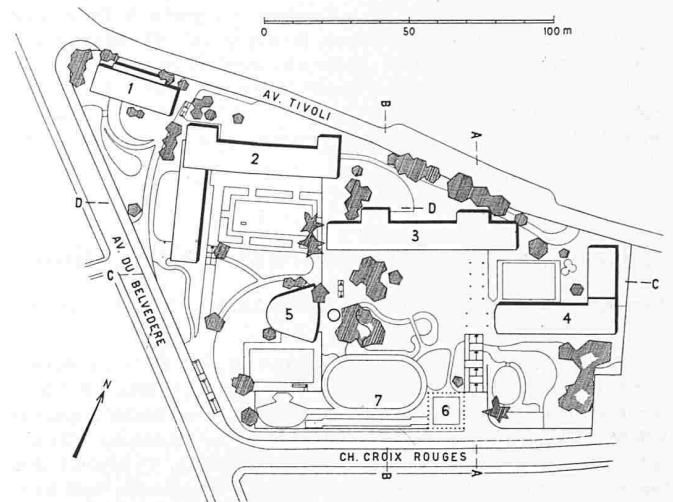 0 50 100 m
AV. TIVOLI
B
A
1
2
D
D
3
AV. DU BELVEDERE
C
C
5
4
7
6
N
CH. CROIX ROUGES
B
A